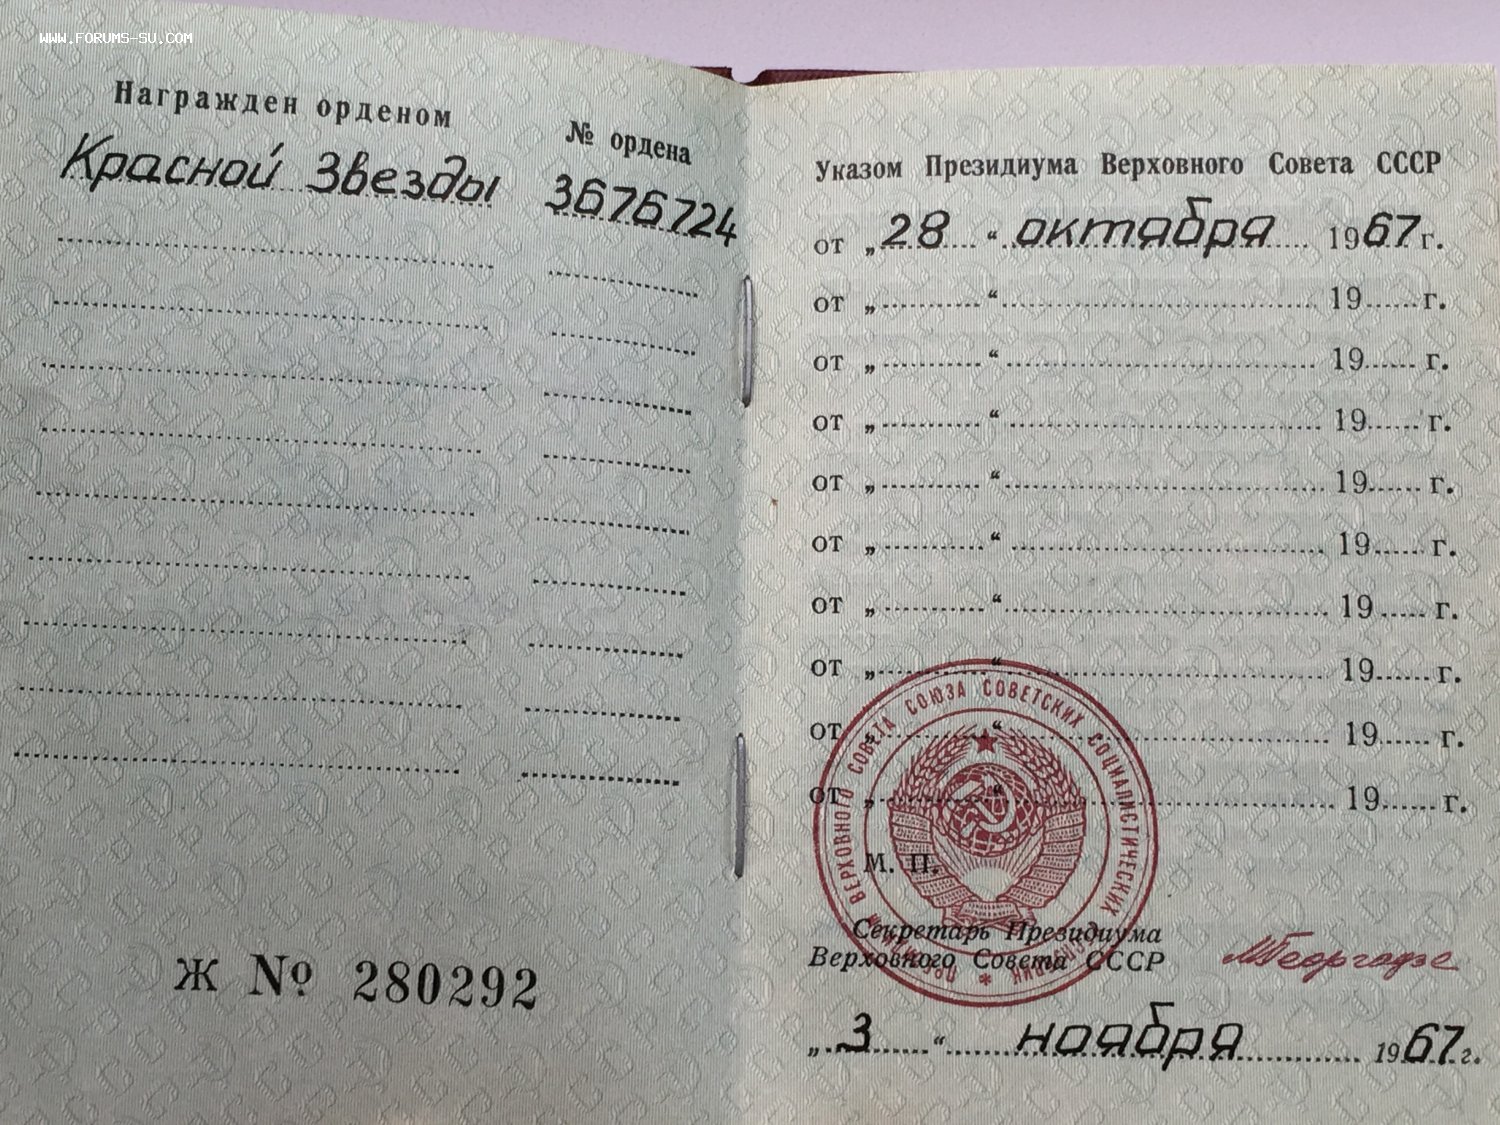 WWW.FORUMS-SU.COM
Награжден орденом
№ ордена
Красной Звезды 3676724
Ж № 280292
Указом Президиума Верховного Совета СССР
от „28“ октября 1967 г.
от „..........“.............................. 19...... г.
от „..........“.............................. 19...... г.
от „..........“.............................. 19...... г.
от „..........“.............................. 19...... г.
от „..........“.............................. 19...... г.
от „..........“.............................. 19...... г.
от „..........“.............................. 19...... г.
от „..........“.............................. 19...... г.
от „..........“.............................. 19...... г.
ПРЕЗИДИУМ ВЕРХОВНОГО СОВЕТА СОЮЗА СОВЕТСКИХ СОЦИАЛИСТИЧЕСКИХ РЕСПУБЛИК
М. П.
Секретарь Президиума
Верховного Совета СССР
МГеоргадзе
„3“ ноября 1967 г.